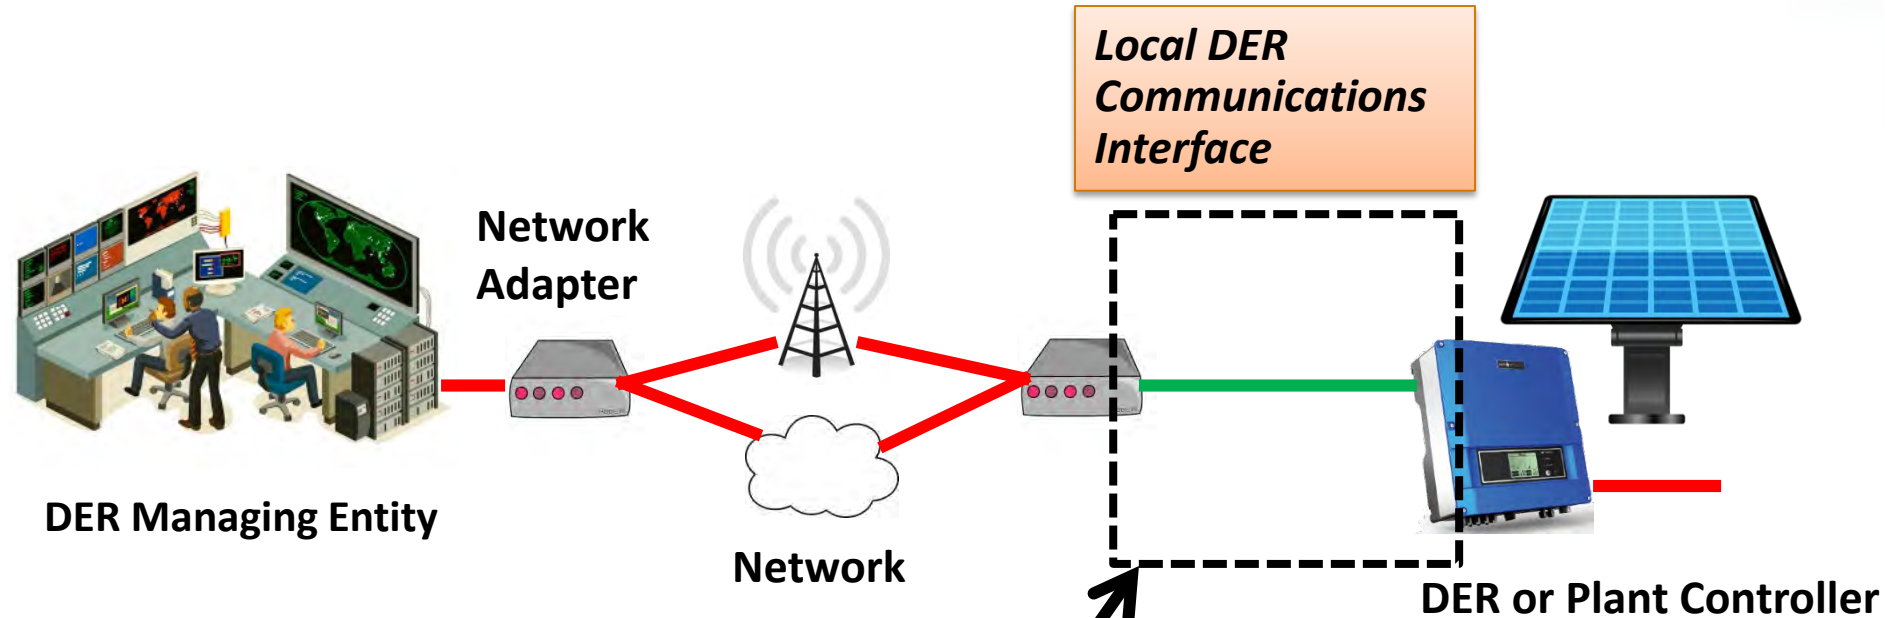 Local DER
Communications
Interface
Network
Adapter
DER Managing Entity
Network
DER or Plant Controller